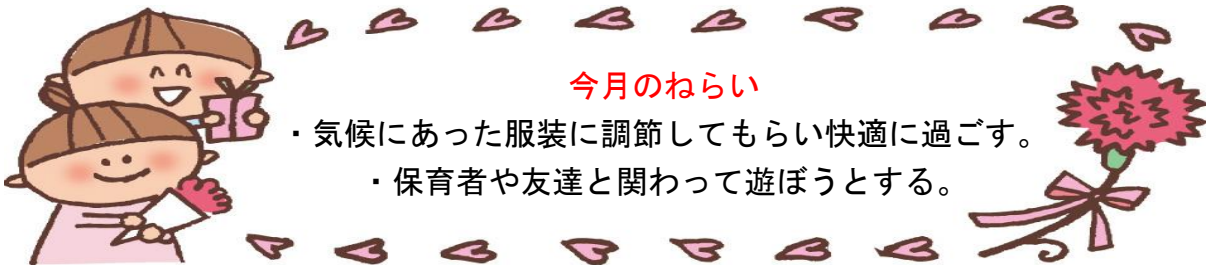 今月のねらい
・気候にあった服装に調節してもらい快適に過ごす。
・保育者や友達と関わって遊ぼうとする。